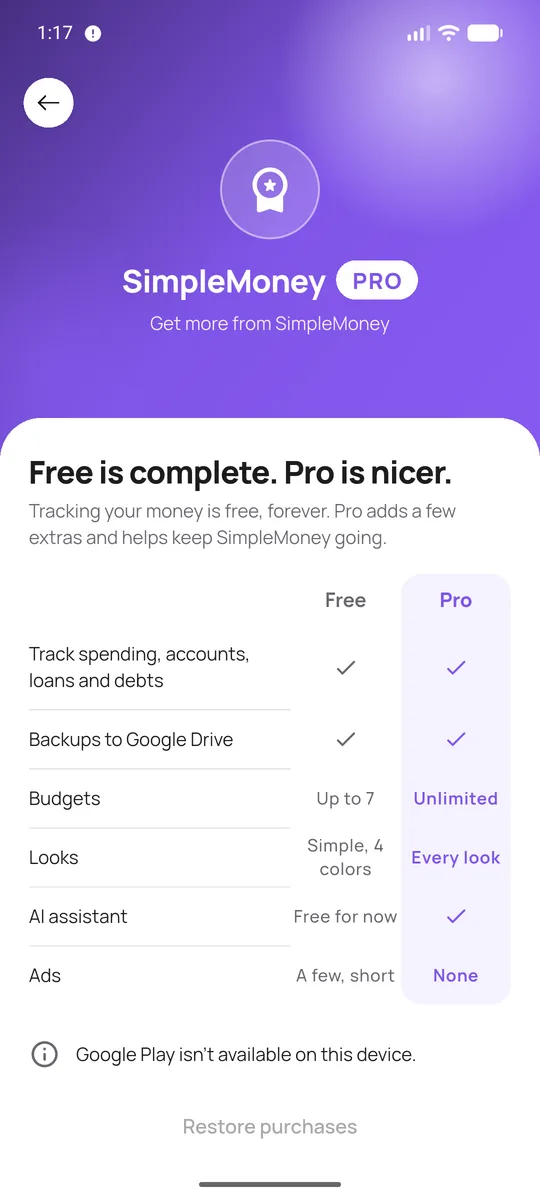 1:17
SimpleMoney PRO
Get more from SimpleMoney
Free is complete. Pro is nicer.
Tracking your money is free, forever. Pro adds a few
extras and helps keep SimpleMoney going.
Free Pro
Track spending, accounts,
loans and debts
Backups to Google Drive
Budgets Up to 7 Unlimited
Looks Simple, 4 colors Every look
AI assistant Free for now
Ads A few, short None
Google Play isn't available on this device.
Restore purchases